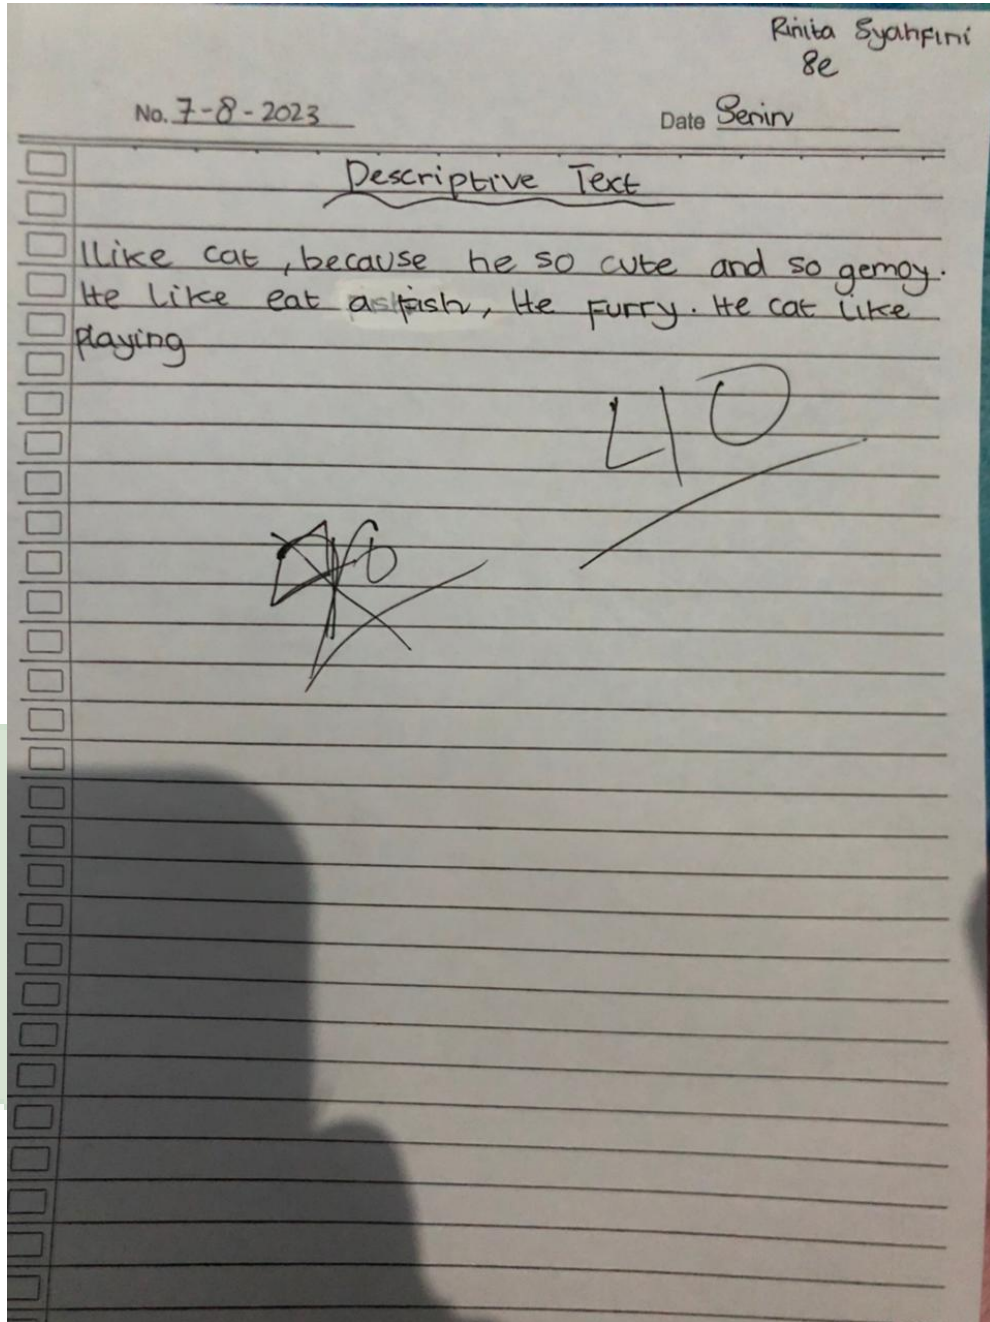 Rinita Syahfini
8e
No. 7-8-2023
Date Senin
Descriptive Text
I like cat, because he so cute and so gemoy.
He like eat fish, He Furry. He cat like
Playing
40